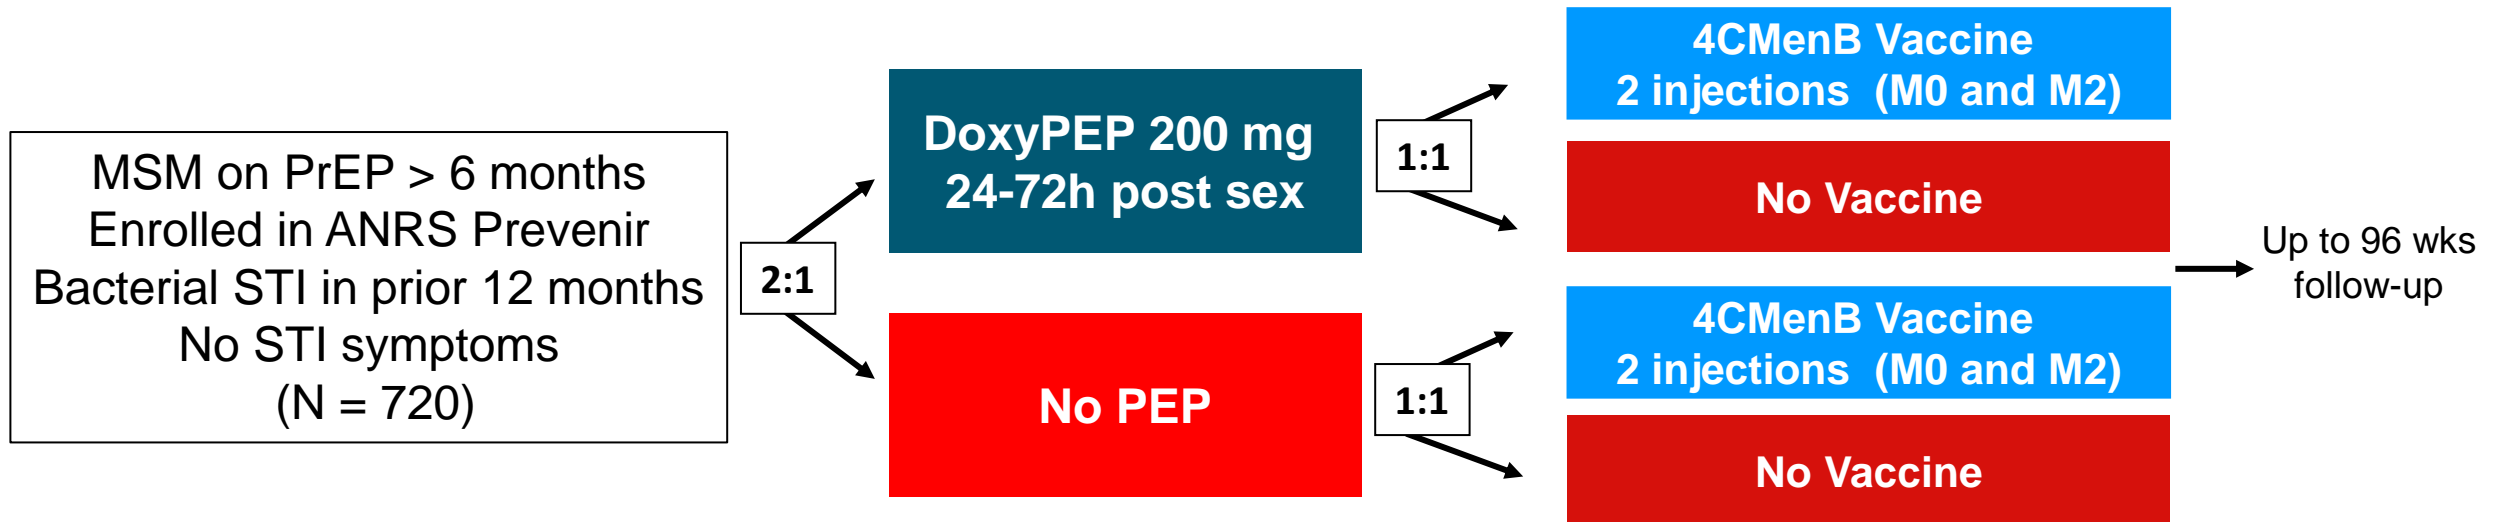 MSM on PrEP > 6 months
Enrolled in ANRS Prevenir
Bacterial STI in prior 12 months
No STI symptoms
(N = 720)
2:1
DoxyPEP 200 mg
24-72h post sex
No PEP
1:1
1:1
4CMenB Vaccine
2 injections (M0 and M2)
No Vaccine
4CMenB Vaccine
2 injections (M0 and M2)
No Vaccine
Up to 96 wks
follow-up